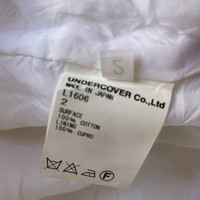 S
UNDERCOVER Co.,Ltd
MADE IN JAPAN
L1606
2
SURFACE
100% COTTON
LINING
100% CUPRO
A F